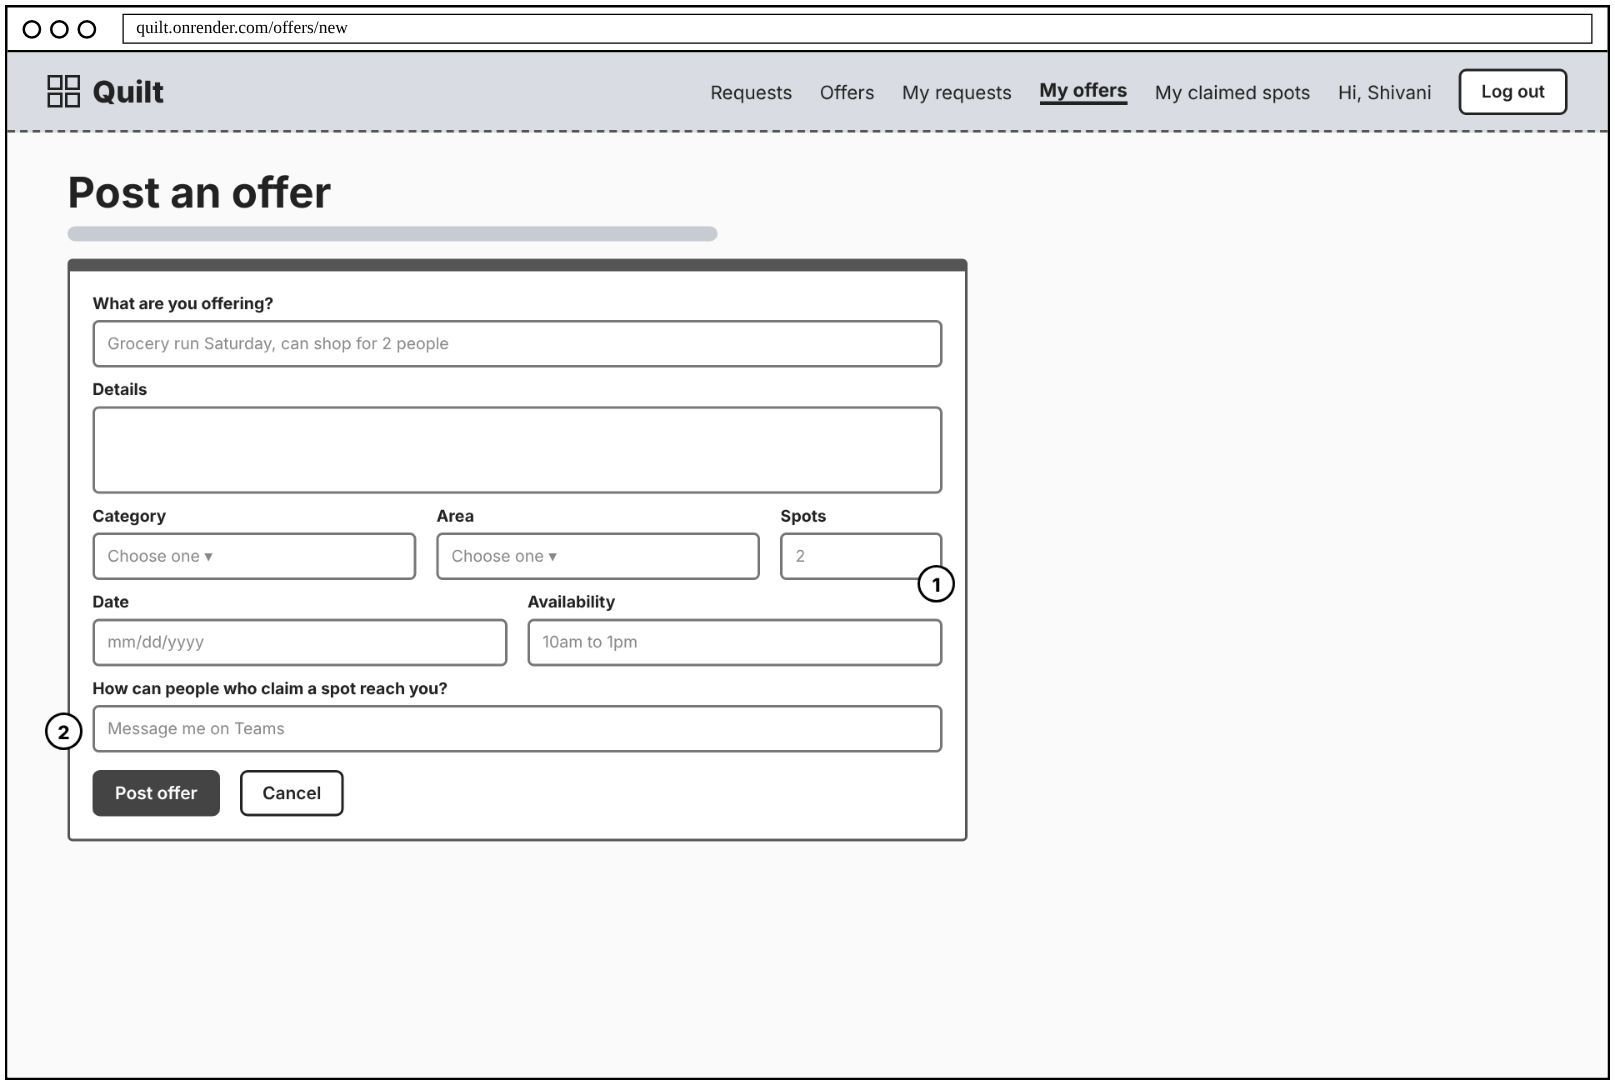 quilt.onrender.com/offers/new
Quilt Requests Offers My requests My offers My claimed spots Hi, Shivani Log out
Post an offer
What are you offering?
Grocery run Saturday, can shop for 2 people
Details
Category Area Spots
Choose one ▾ Choose one ▾ 2
1
Date Availability
mm/dd/yyyy 10am to 1pm
How can people who claim a spot reach you?
2 Message me on Teams
Post offer Cancel